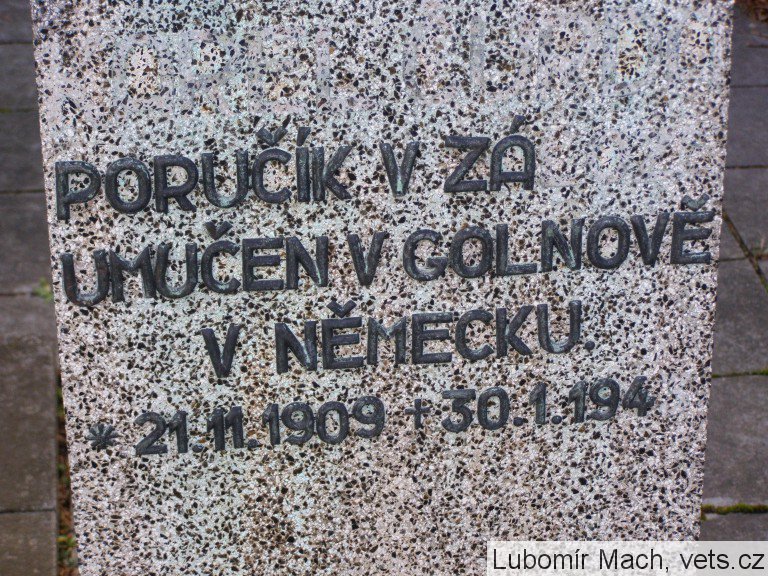 PORUČÍK V ZÁ
UMUČEN V GOLNOVĚ
V NĚMECKU.
* 21.11.1909 + 30.1.194
Lubomír Mach, vets.cz